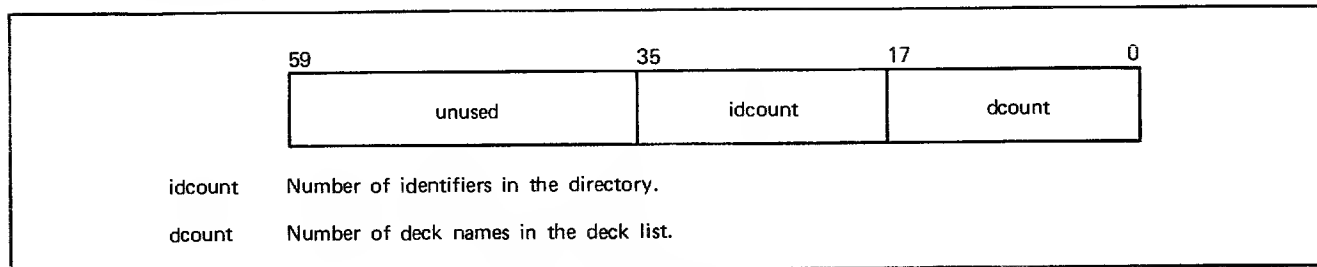 59 35 17 0
unused idcount dcount
idcount Number of identifiers in the directory.
dcount Number of deck names in the deck list.